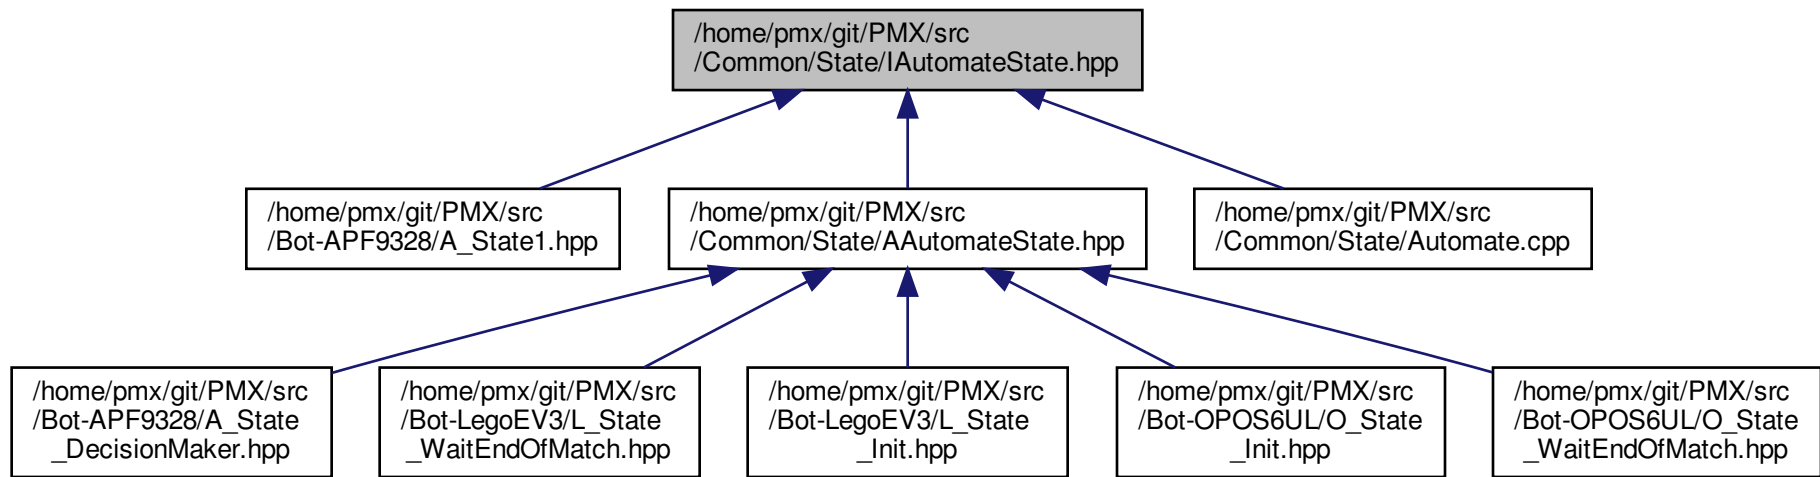 /home/pmx/git/PMX/src
/Common/State/IAutomateState.hpp
/home/pmx/git/PMX/src
/Bot-APF9328/A_State1.hpp
/home/pmx/git/PMX/src
/Common/State/AAutomateState.hpp
/home/pmx/git/PMX/src
/Common/State/Automate.cpp
/home/pmx/git/PMX/src
/Bot-APF9328/A_State
_DecisionMaker.hpp
/home/pmx/git/PMX/src
/Bot-LegoEV3/L_State
_WaitEndOfMatch.hpp
/home/pmx/git/PMX/src
/Bot-LegoEV3/L_State
_Init.hpp
/home/pmx/git/PMX/src
/Bot-OPOS6UL/O_State
_Init.hpp
/home/pmx/git/PMX/src
/Bot-OPOS6UL/O_State
_WaitEndOfMatch.hpp